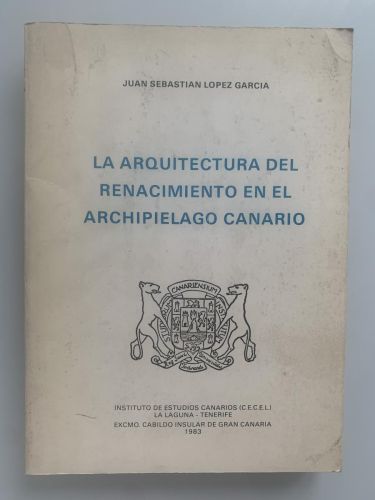 JUAN SEBASTIAN LOPEZ GARCIA
LA ARQUITECTURA DEL
RENACIMIENTO EN EL
ARCHIPIELAGO CANARIO
CANARIENSIUM
INSTITUTO DE ESTUDIOS CANARIOS (C.E.C.E.L.)
LA LAGUNA - TENERIFE
EXCMO. CABILDO INSULAR DE GRAN CANARIA
1983